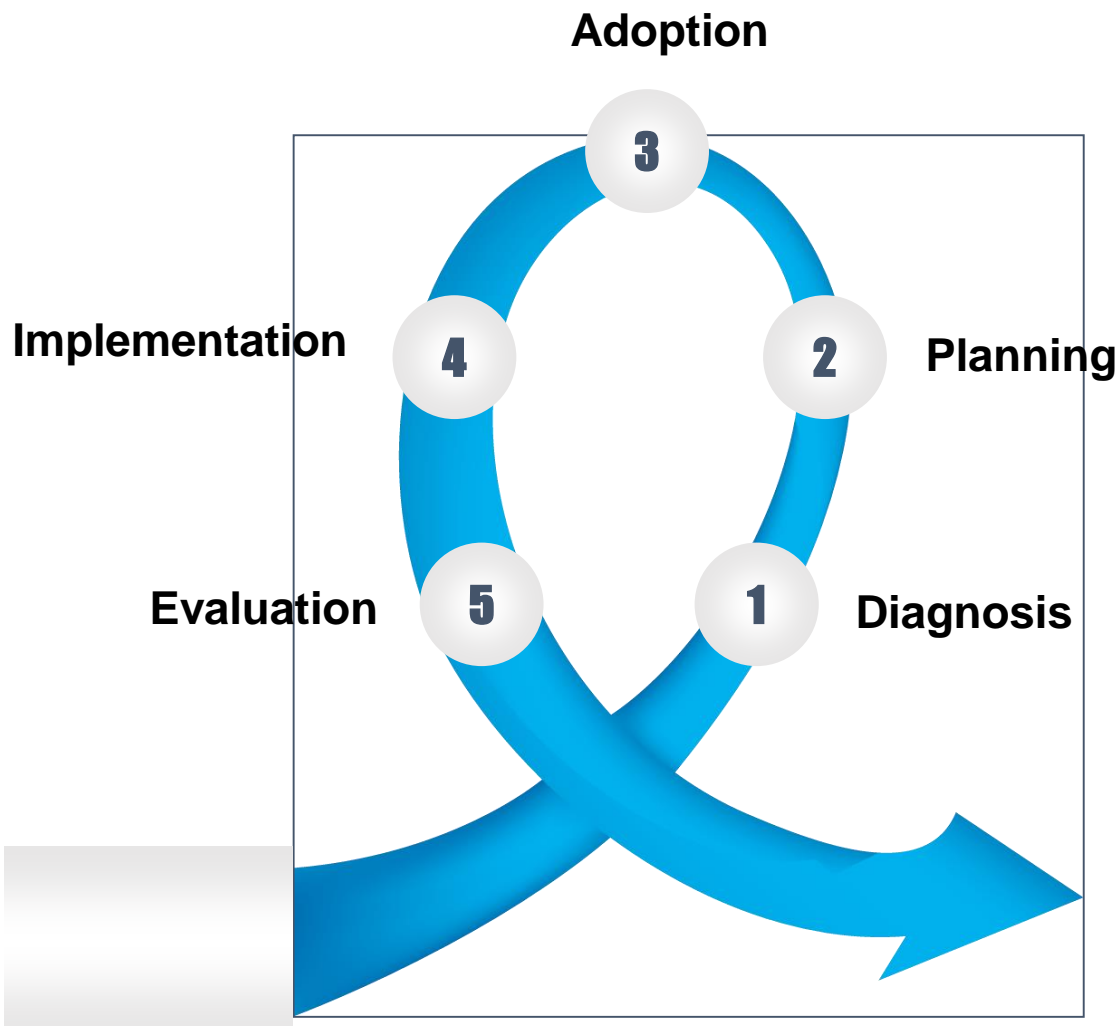 Adoption
3
Implementation
4
2
Planning
Evaluation
5
1
Diagnosis